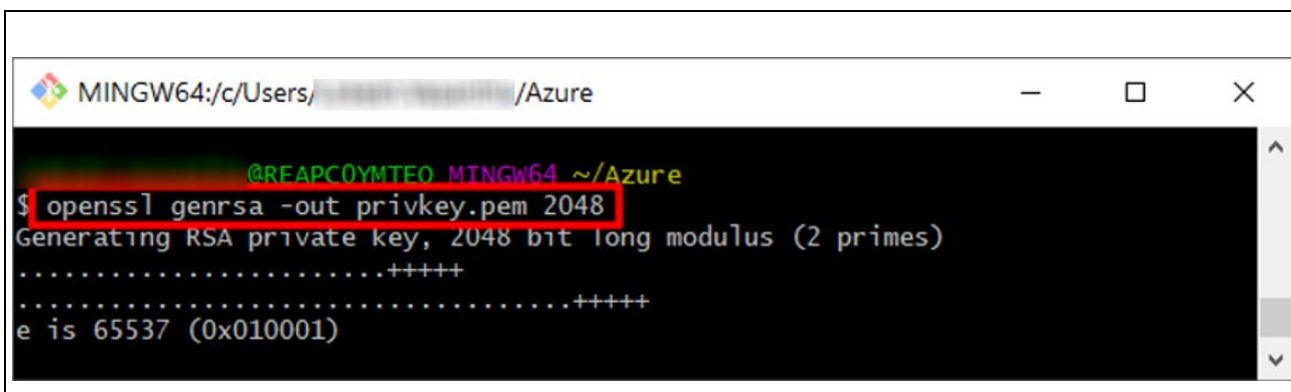 MINGW64:/c/Users/ /Azure
@REAPC0YMTEO MINGW64 ~/Azure
$ openssl genrsa -out privkey.pem 2048
Generating RSA private key, 2048 bit long modulus (2 primes)
.........................+++++
.....................................+++++
e is 65537 (0x010001)